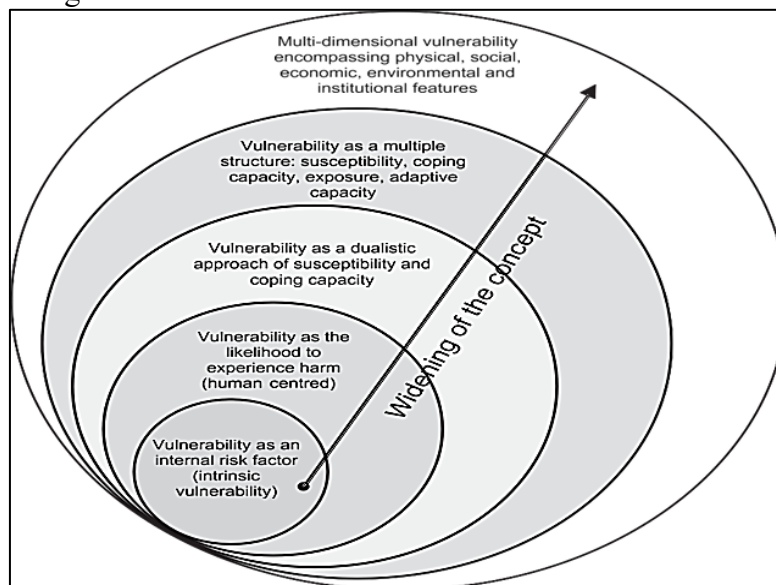 Multi-dimensional vulnerability
encompassing physical, social,
economic, environmental and
institutional features
Vulnerability as a multiple
structure: susceptibility, coping
capacity, exposure, adaptive
capacity
Vulnerability as a dualistic
approach of susceptibility and
coping capacity
Widening of the concept
Vulnerability as the
likelihood to
experience harm
(human centred)
Vulnerability as an
internal risk factor
(intrinsic
vulnerability)